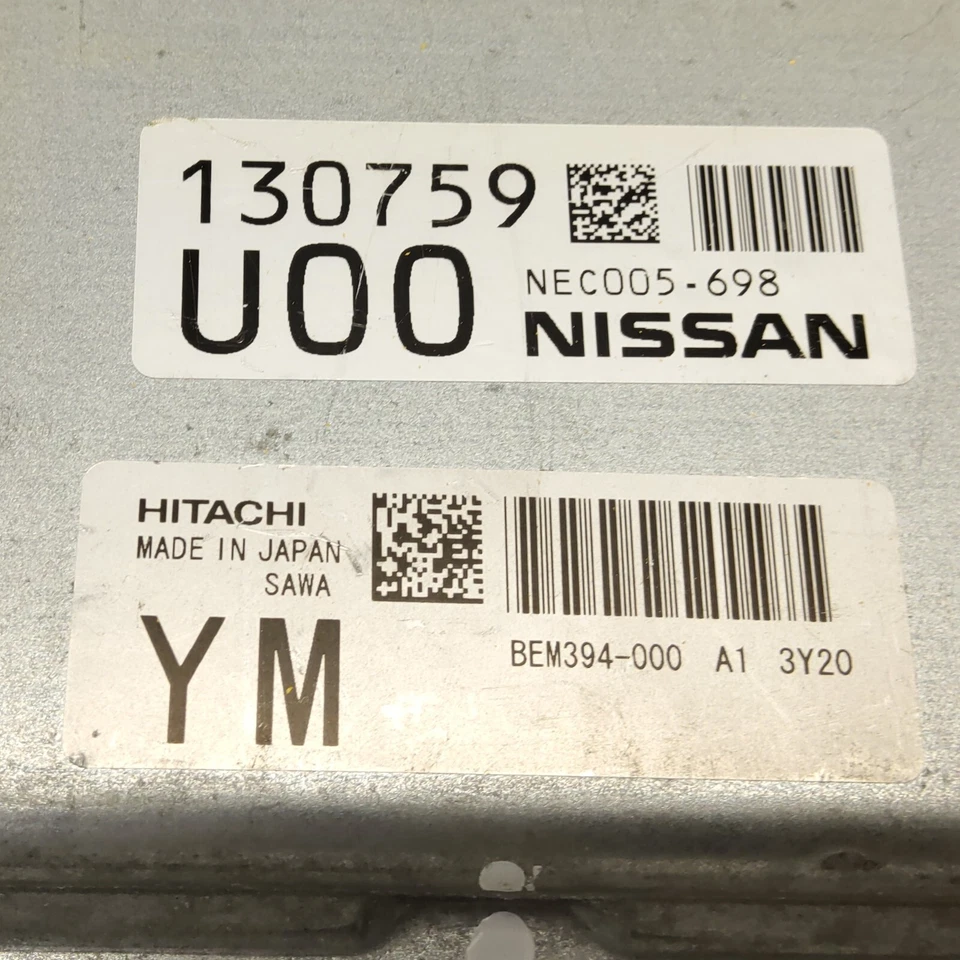 130759
U00
NEC005-698
NISSAN
HITACHI
MADE IN JAPAN
SAWA
YM
BEM394-000 A1 3Y20